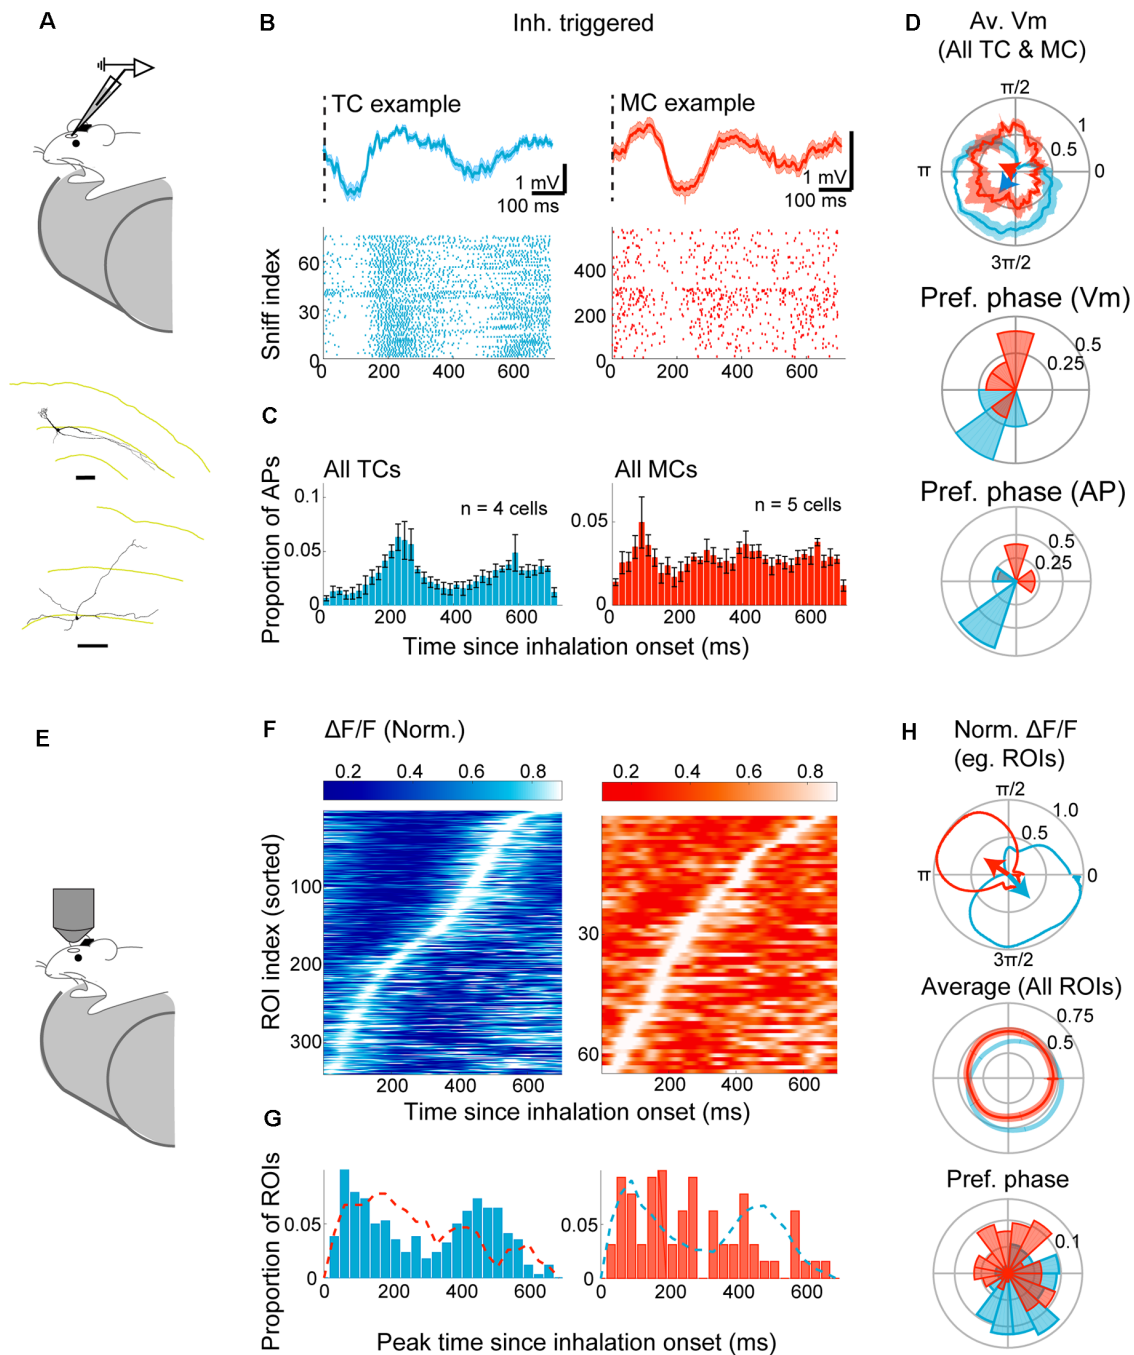 A
B
Inh. triggered
TC example
MC example
1 mV
100 ms
1 mV
100 ms
Sniff index
60
30
0
0 200 400 600
400
200
0
0 200 400 600
C
Proportion of APs
All TCs
n = 4 cells
0.1
0.05
0
0 200 400 600
All MCs
n = 5 cells
0.05
0
0 200 400 600
Time since inhalation onset (ms)
D
Av. Vm
(All TC & MC)
π/2
1
0.5
π
0
3π/2
Pref. phase (Vm)
0.5
0.25
Pref. phase (AP)
0.5
0.25
E
F
ΔF/F (Norm.)
0.2 0.4 0.6 0.8
0.2 0.4 0.6 0.8
ROI index (sorted)
100
200
300
200 400 600
30
60
200 400 600
Time since inhalation onset (ms)
G
Proportion of ROIs
0.05
0
0 200 400 600
0.05
0
0 200 400 600
Peak time since inhalation onset (ms)
H
Norm. ΔF/F
(eg. ROIs)
π/2
1.0
0.5
π
0
3π/2
Average (All ROIs)
0.75
0.5
Pref. phase
0.1